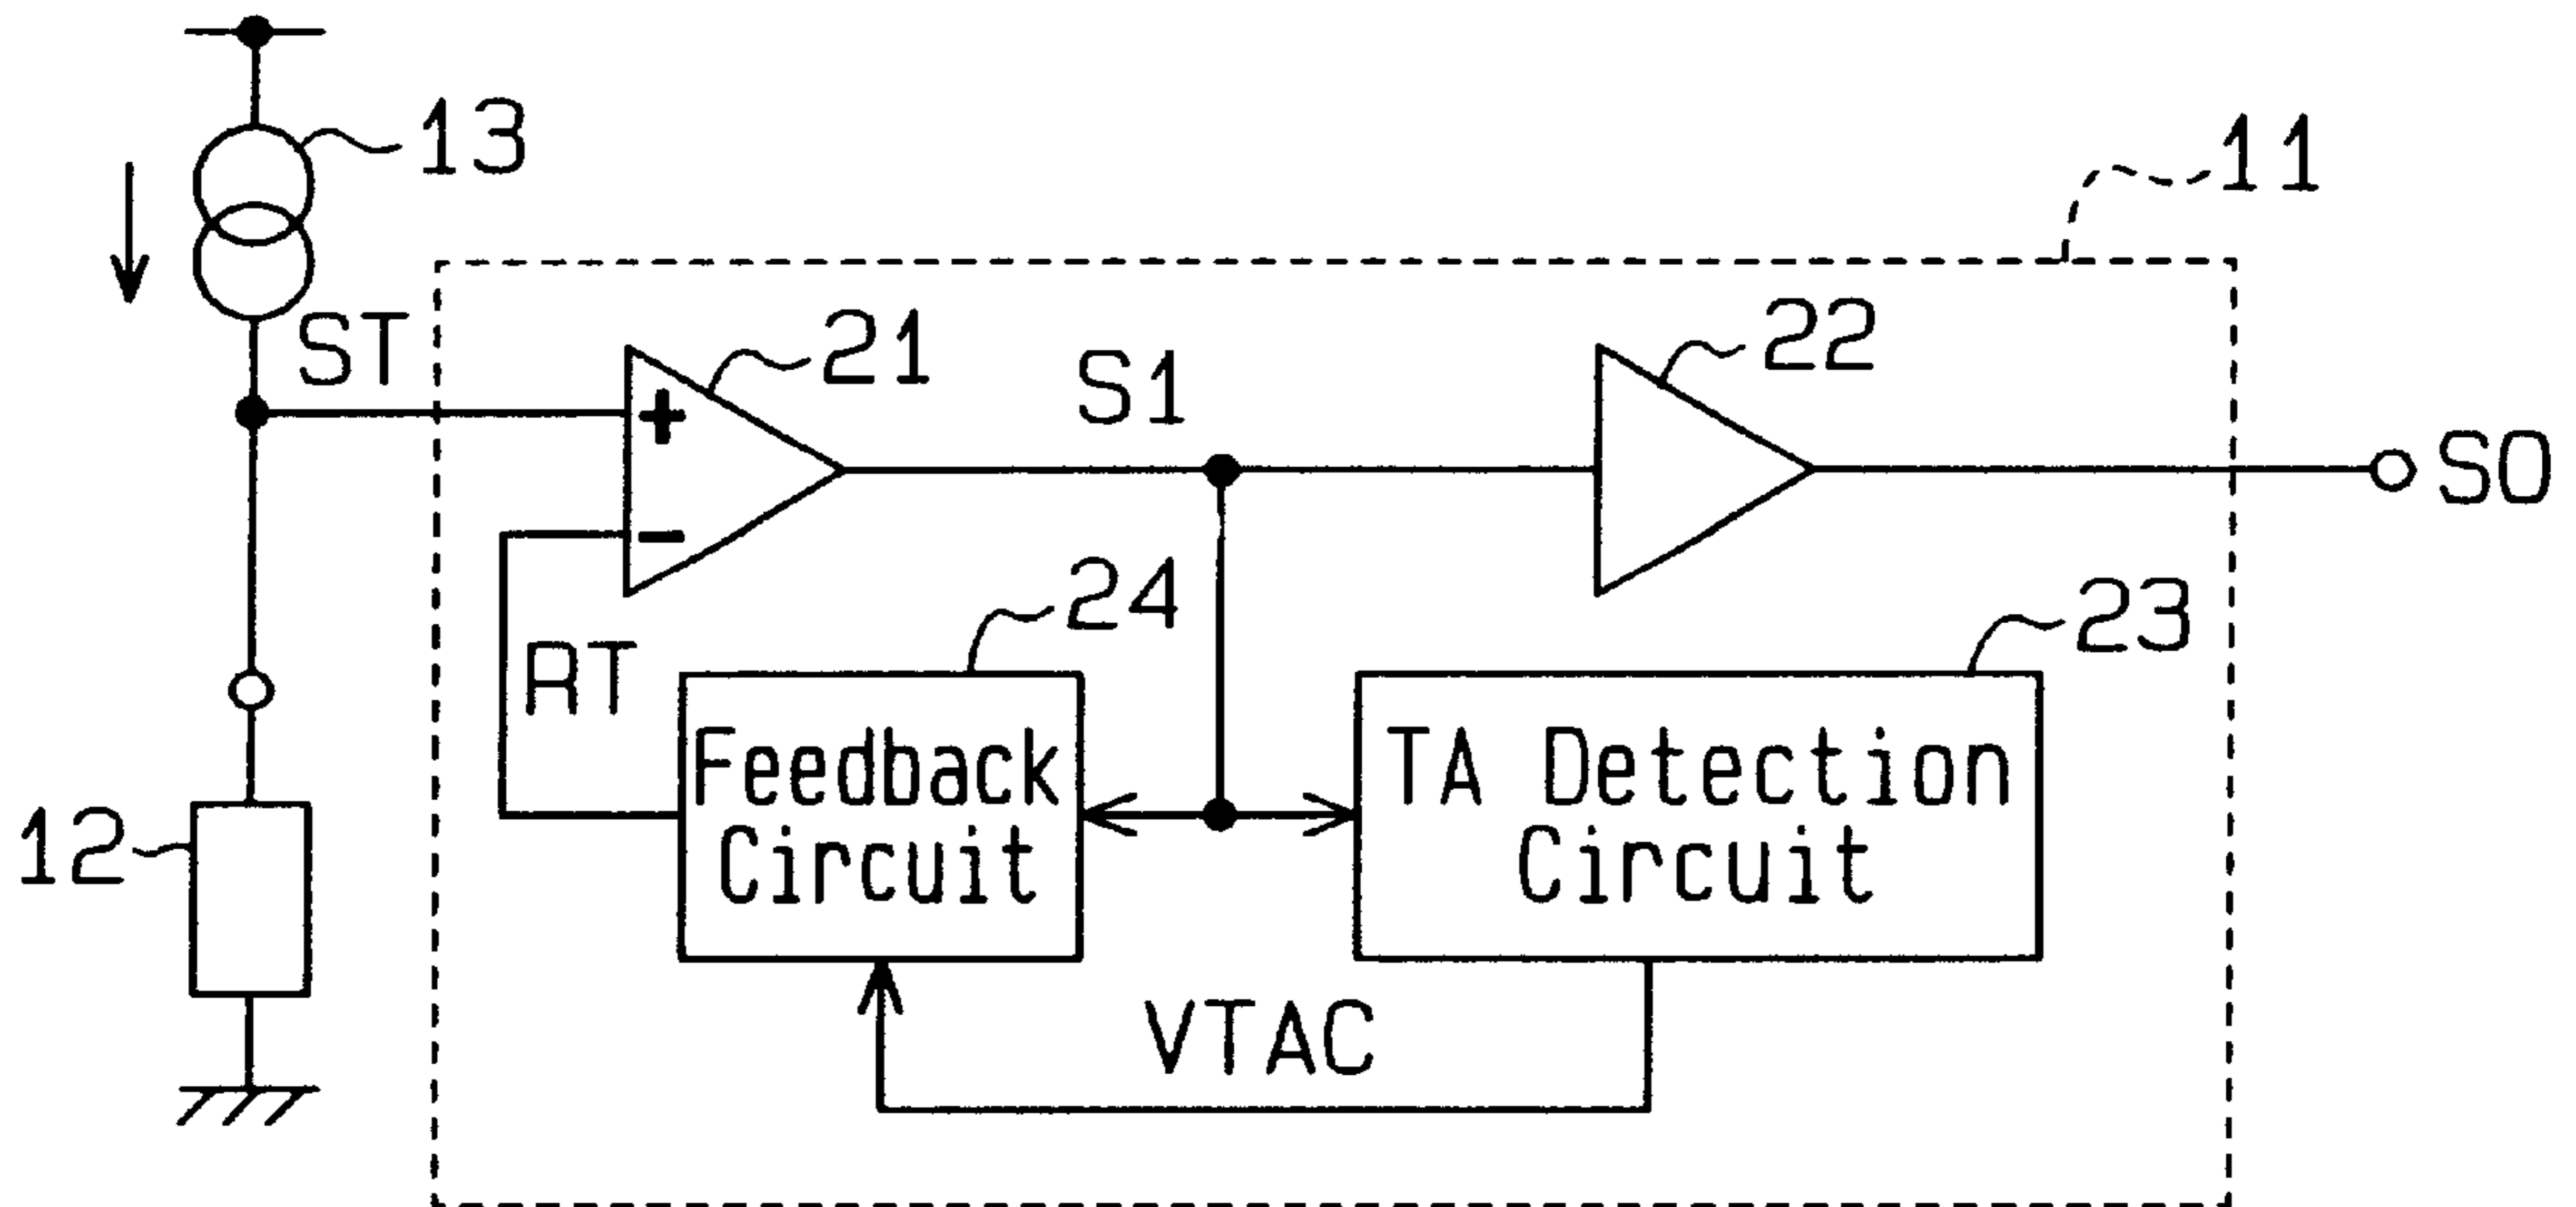 13
11
ST
21
S1
22
+
-
SO
24
23
RT
Feedback
Circuit
TA Detection
Circuit
12
VTAC